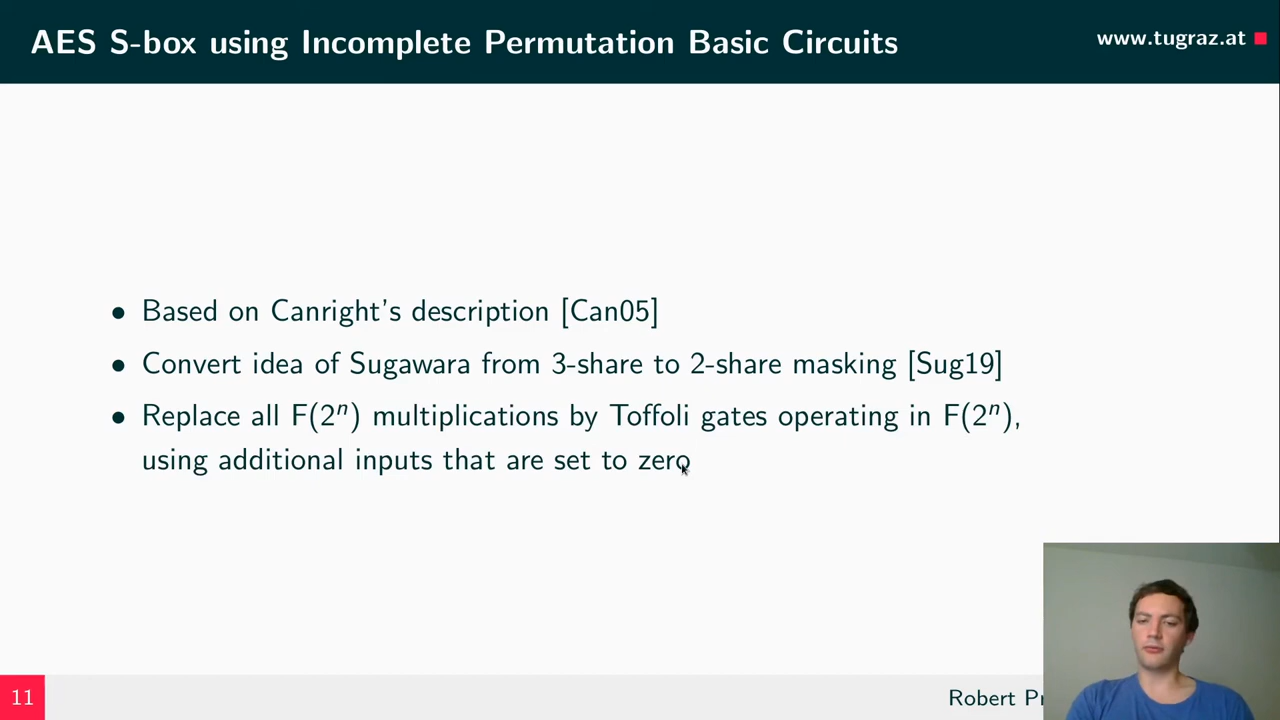 AES S-box using Incomplete Permutation Basic Circuits
www.tugraz.at
• Based on Canright's description [Can05]
• Convert idea of Sugawara from 3-share to 2-share masking [Sug19]
• Replace all F(2ⁿ) multiplications by Toffoli gates operating in F(2ⁿ),
using additional inputs that are set to zero
11
Robert